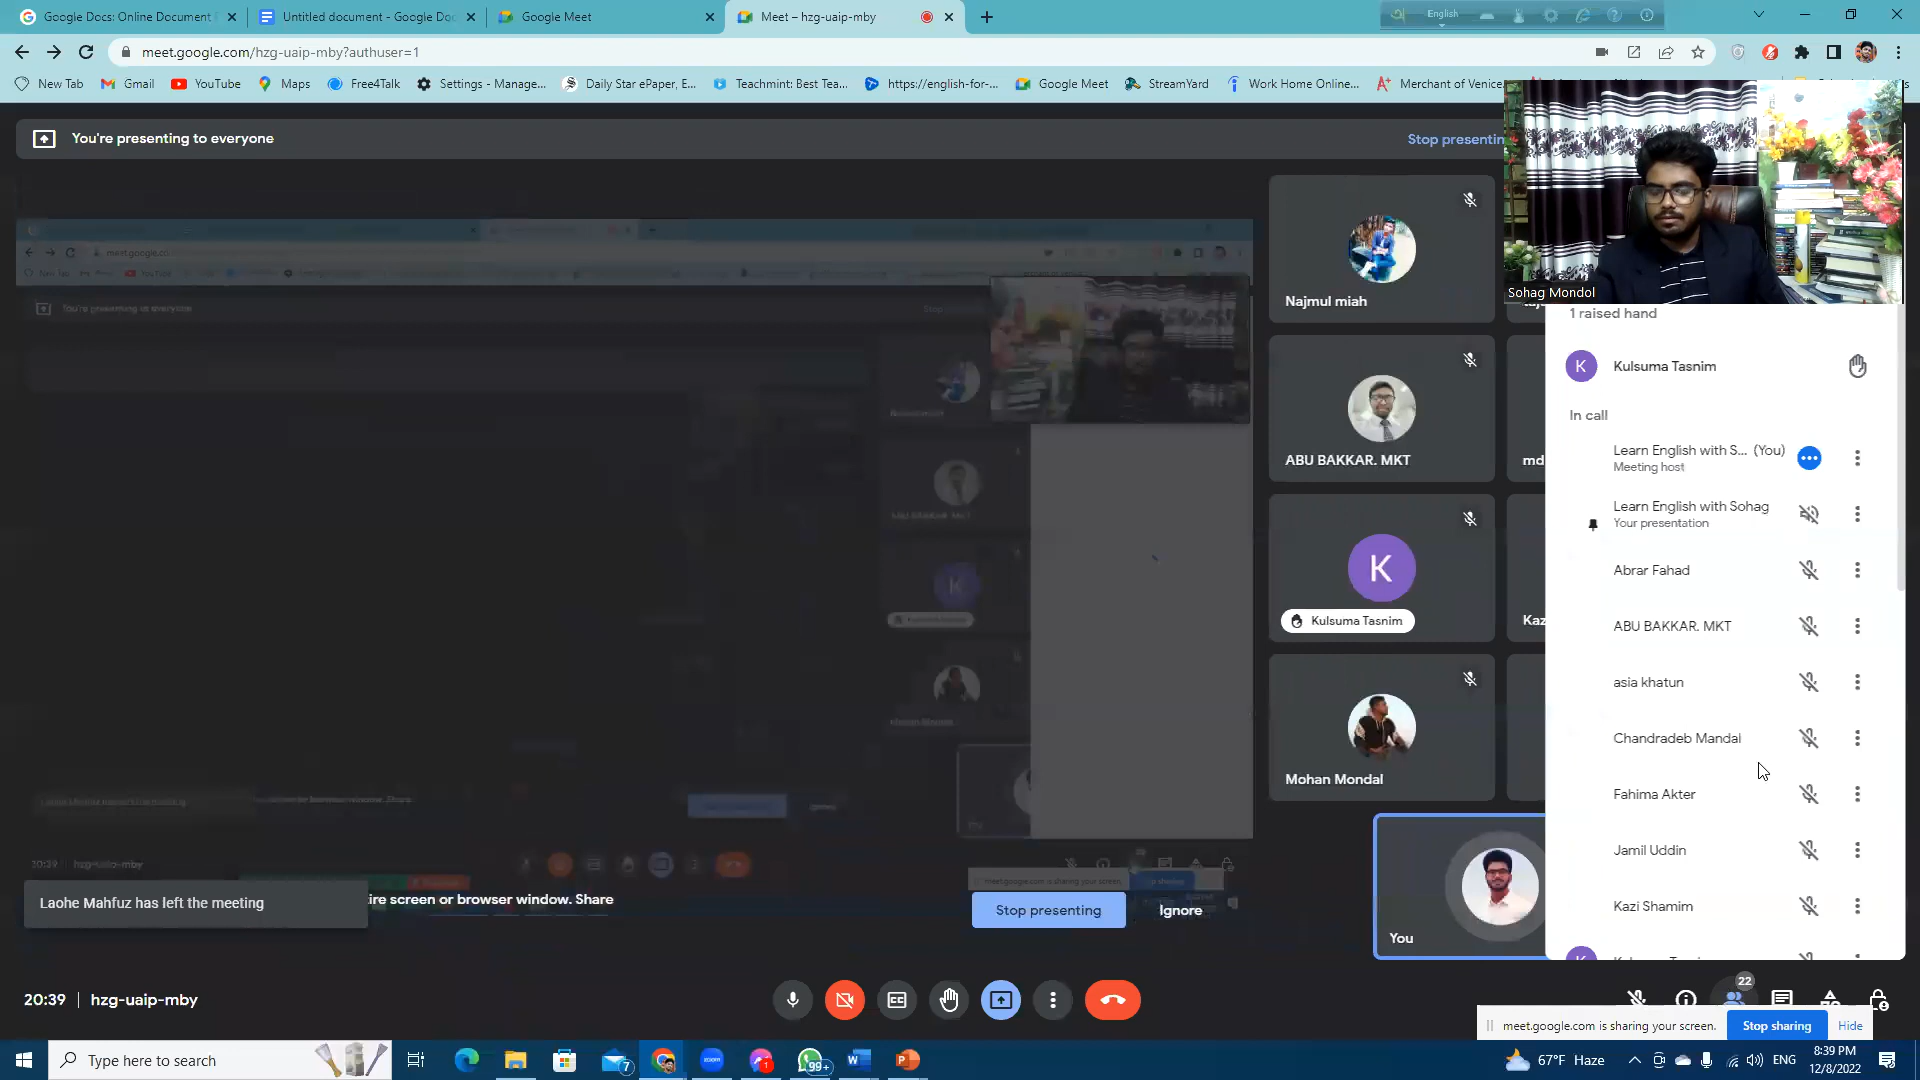 Google Docs: Online Document
Untitled document - Google Doc
Google Meet
Meet – hzg-uaip-mby
English
meet.google.com/hzg-uaip-mby?authuser=1
New Tab
Gmail
YouTube
Maps
Free4Talk
Settings - Manage...
Daily Star ePaper, E...
Teachmint: Best Tea...
https://english-for-...
Google Meet
StreamYard
Work Home Online...
Merchant of Venice
You're presenting to everyone
Stop presentin
Sohag Mondol
Najmul miah
ABU BAKKAR. MKT
md
Kulsuma Tasnim
Kaz
Mohan Mondal
You
1 raised hand
K Kulsuma Tasnim
In call
Learn English with S... (You)
Meeting host
Learn English with Sohag
Your presentation
Abrar Fahad
ABU BAKKAR. MKT
asia khatun
Chandradeb Mandal
Fahima Akter
Jamil Uddin
Kazi Shamim
K
You're presenting to everyone
Laohe Mahfuz has left the meeting
ire screen or browser window. Share
Stop presenting
Ignore
20:39 | hzg-uaip-mby
22
meet.google.com is sharing your screen.
Stop sharing
Hide
Type here to search
7
1
99+
67°F Haze
ENG
8:39 PM
12/8/2022